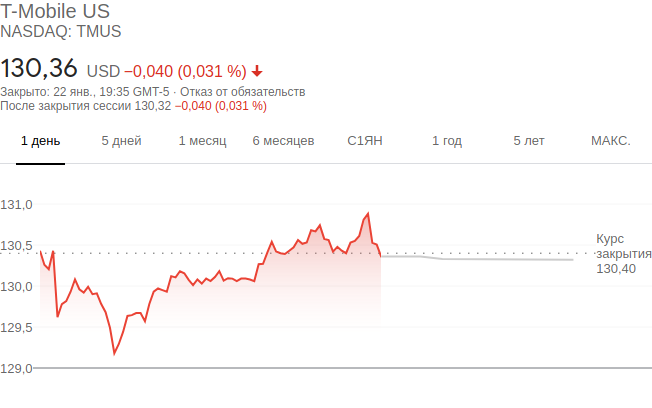 T-Mobile US
NASDAQ: TMUS
130,36 USD −0,040 (0,031 %)
Закрыто: 22 янв., 19:35 GMT-5 · Отказ от обязательств
После закрытия сессии 130,32 −0,040 (0,031 %)
1 день 5 дней 1 месяц 6 месяцев С1ЯН 1 год 5 лет МАКС.
131,0
130,5
130,0
129,5
129,0
Курс
закрытия
130,40